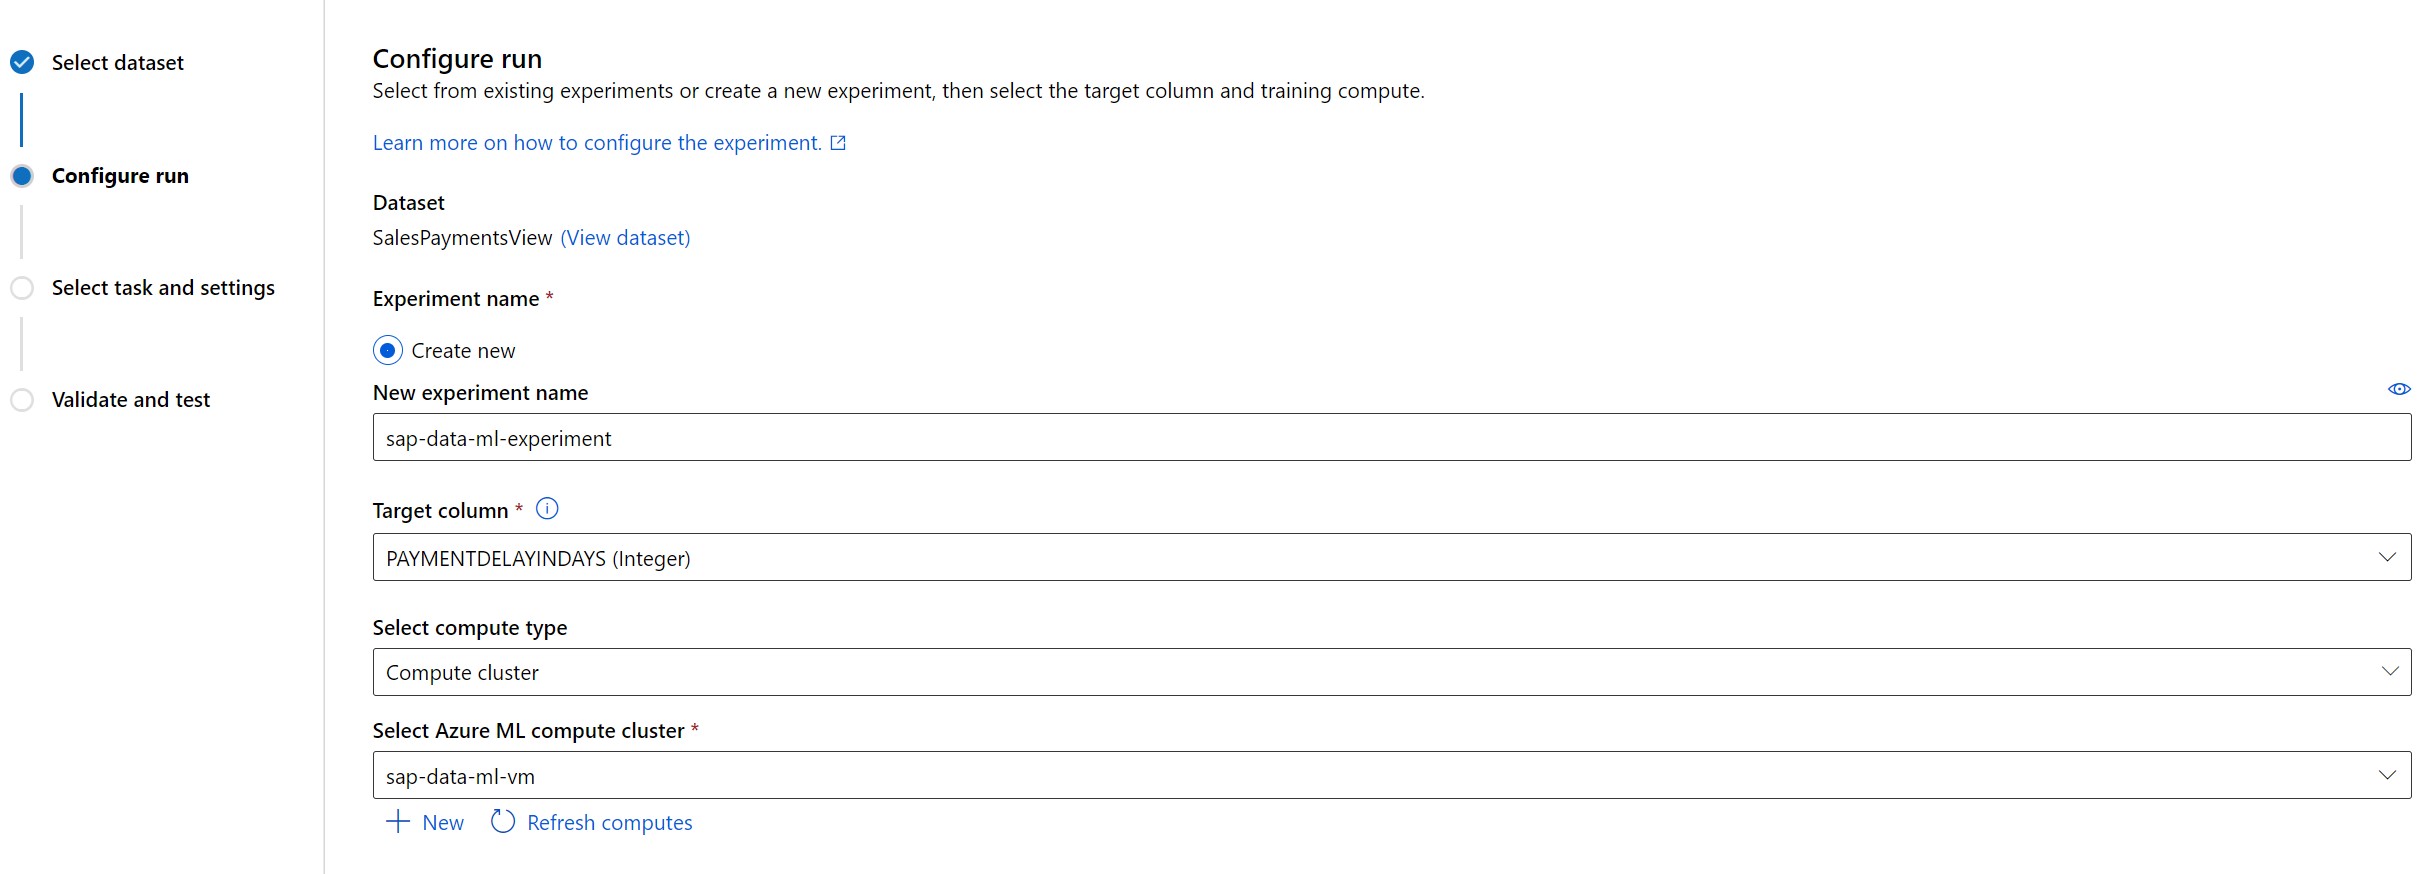 Select dataset
Configure run
Select task and settings
Validate and test
Configure run
Select from existing experiments or create a new experiment, then select the target column and training compute.
Learn more on how to configure the experiment.
Dataset
SalesPaymentsView (View dataset)
Experiment name *
Create new
New experiment name
sap-data-ml-experiment
Target column *
PAYMENTDELAYINDAYS (Integer)
Select compute type
Compute cluster
Select Azure ML compute cluster *
sap-data-ml-vm
New Refresh computes